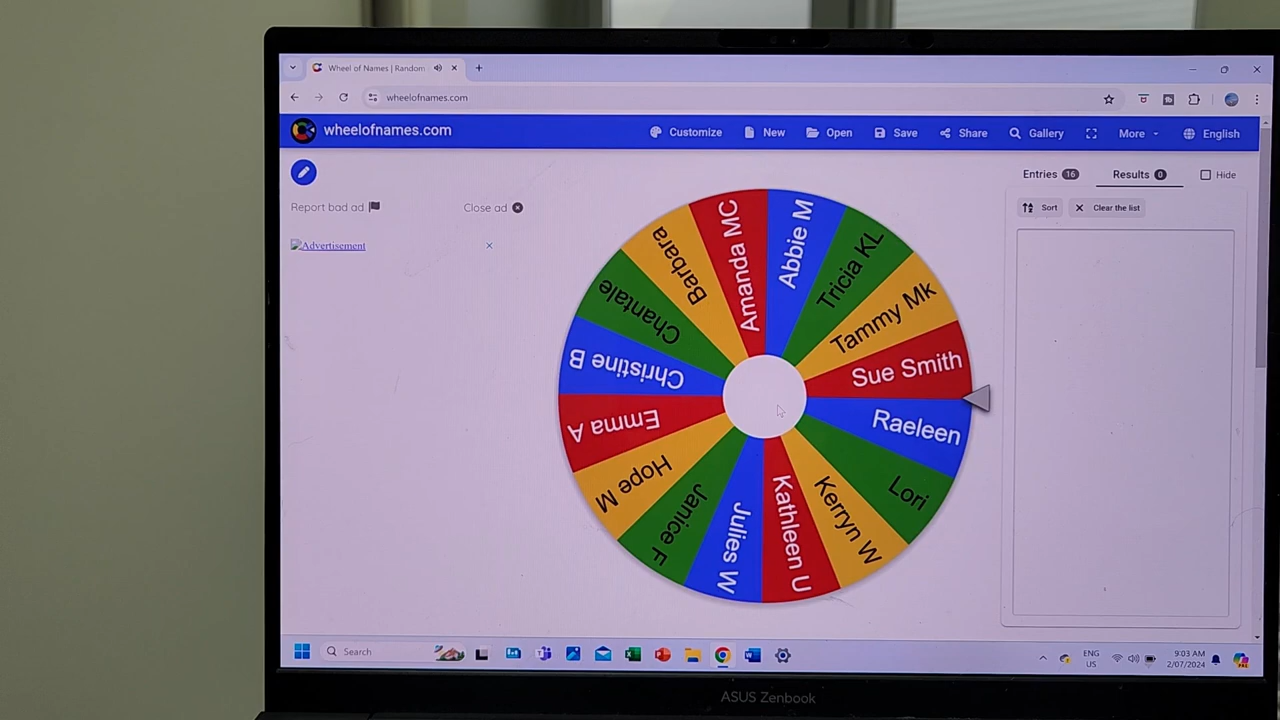 Wheel of Names | Random
wheelofnames.com
wheelofnames.com
Customize
New
Open
Save
Share
Gallery
More
English
Report bad ad
Close ad
Advertisement
Entries 16
Results 0
Hide
Sort
Clear the list
Abbie M
Tricia KL
Tammy Mk
Sue Smith
Raeleen
Lori
Kerryn W
Kathleen U
Julies W
Janice F
Hope M
Emma A
Christine B
Chantale
Barbara
Amanda MC
Search
ENG
US
9:03 AM
2/07/2024
ASUS Zenbook